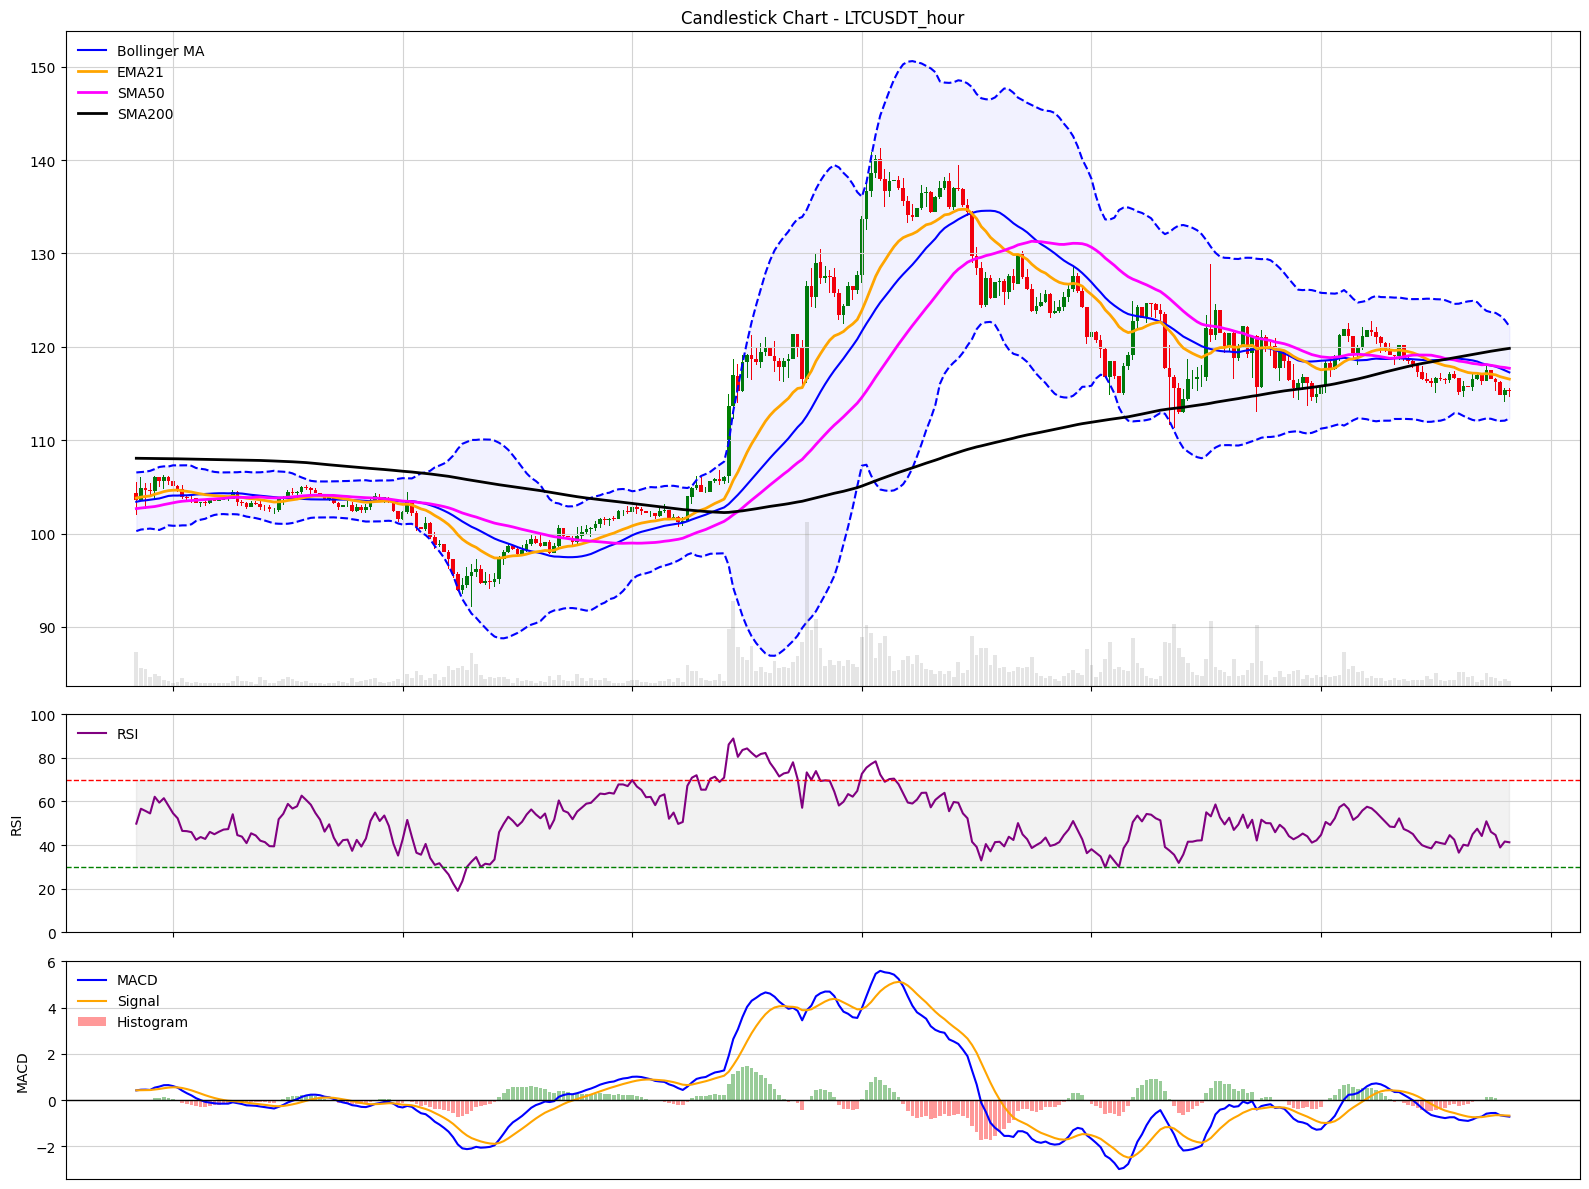 Candlestick Chart - LTCUSDT_hour
Bollinger MA
EMA21
SMA50
SMA200
150
140
130
120
110
100
90
RSI
100
80
60
40
20
0
RSI
MACD
Signal
Histogram
6
4
2
0
−2
MACD